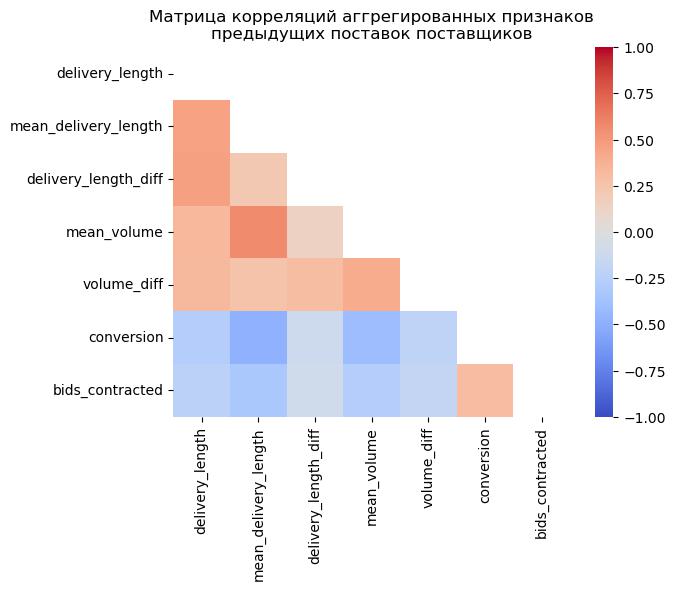 Матрица корреляций аггрегированных признаков
предыдущих поставок поставщиков
delivery_length
mean_delivery_length
delivery_length_diff
mean_volume
volume_diff
conversion
bids_contracted
delivery_length
mean_delivery_length
delivery_length_diff
mean_volume
volume_diff
conversion
bids_contracted
1.00
0.75
0.50
0.25
0.00
−0.25
−0.50
−0.75
−1.00